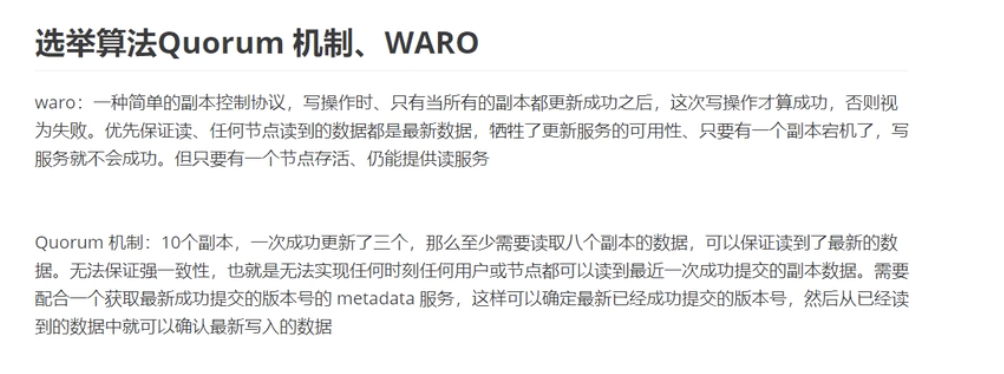 选举算法Quorum 机制、WARO
waro：一种简单的副本控制协议，写操作时、只有当所有的副本都更新成功之后，这次写操作才算成功，否则视
为失败。优先保证读、任何节点读到的数据都是最新数据，牺牲了更新服务的可用性、只要有一个副本宕机了，写
服务就不会成功。但只要有一个节点存活、仍能提供读服务
Quorum 机制：10个副本，一次成功更新了三个，那么至少需要读取八个副本的数据，可以保证读到了最新的数
据。无法保证强一致性，也就是无法实现任何时刻任何用户或节点都可以读到最近一次成功提交的副本数据。需要
配合一个获取最新成功提交的版本号的 metadata 服务，这样可以确定最新已经成功提交的版本号，然后从已经读
到的数据中就可以确认最新写入的数据